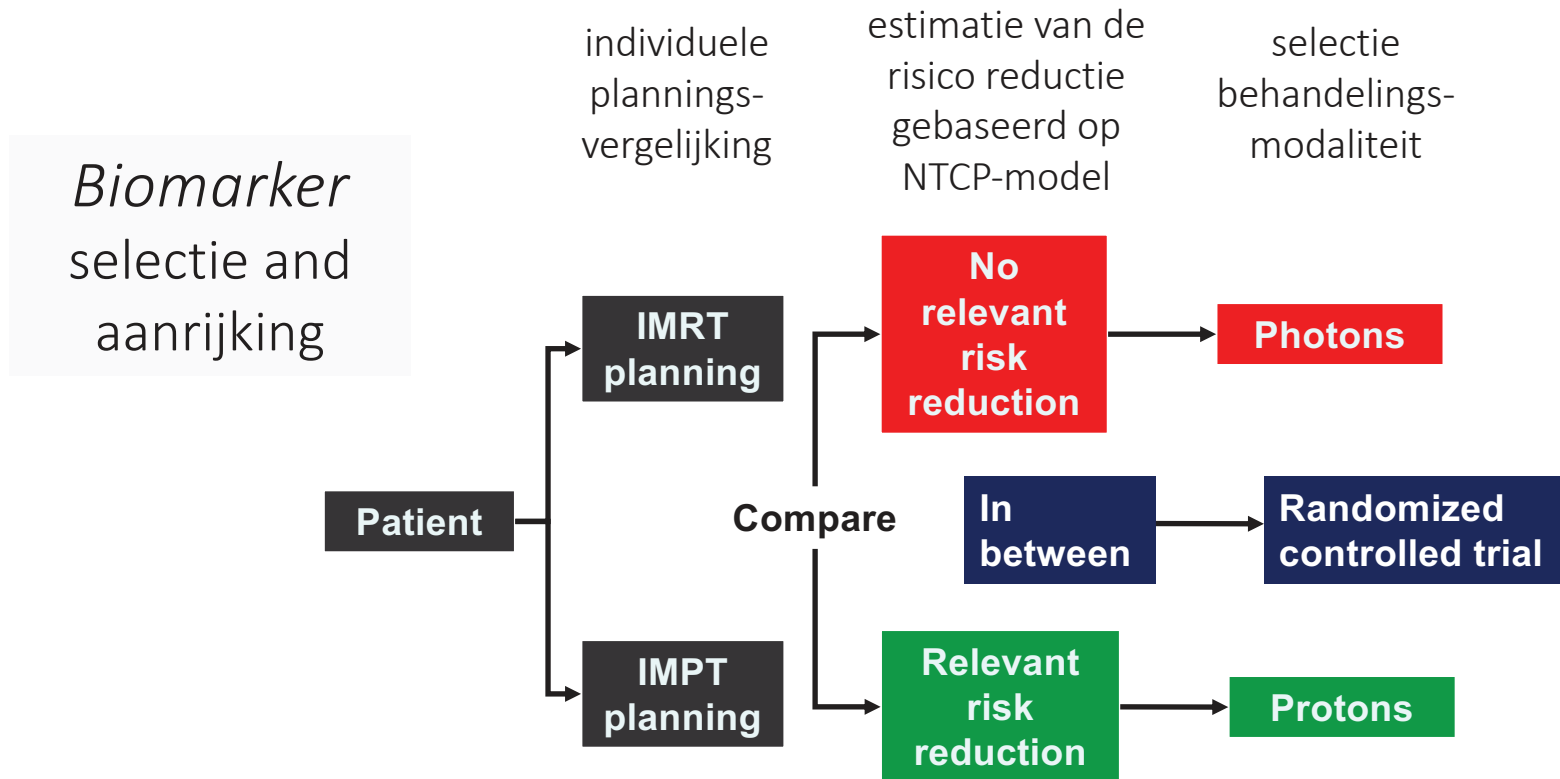 individuele
plannings-
vergelijking
estimatie van de
risico reductie
gebaseerd op
NTCP-model
selectie
behandelings-
modaliteit
Biomarker
selectie and
aanrijking
IMRT
planning
No
relevant
risk
reduction
Photons
Patient
Compare
In
between
Randomized
controlled trial
IMPT
planning
Relevant
risk
reduction
Protons